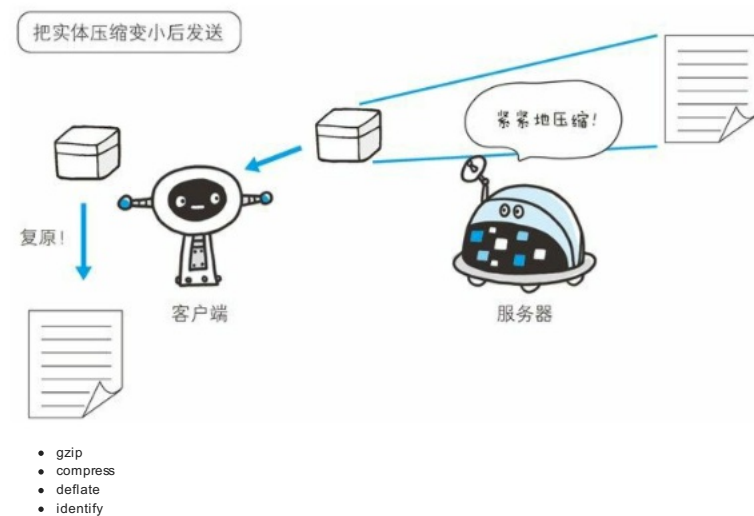 把实体压缩变小后发送
紧紧地压缩!
复原!
客户端
服务器
• gzip
• compress
• deflate
• identify